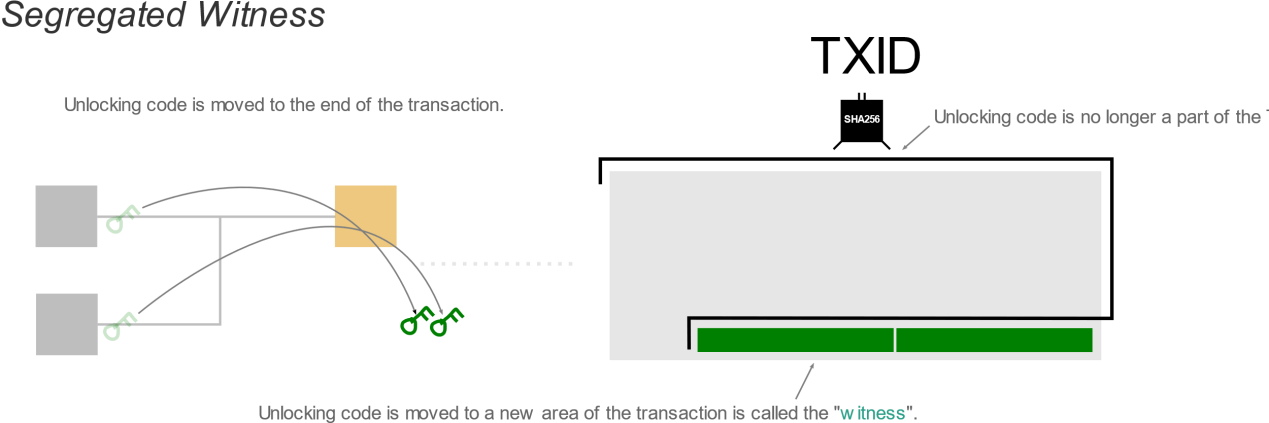 Segregated Witness
TXID
Unlocking code is moved to the end of the transaction.
SHA256
Unlocking code is no longer a part of the
Unlocking code is moved to a new area of the transaction is called the "witness".